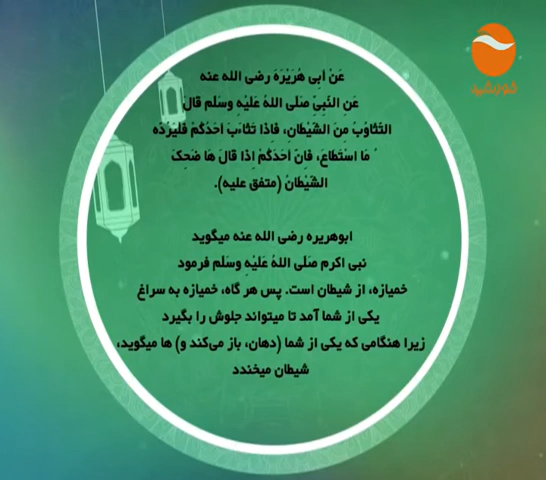 خورشید
عَنْ اَبِی هُرَیْرَةَ رضی الله عنه
عَنِ النَّبِیِّ صَلَّی اللهُ عَلَیْهِ وَسَلَّم قَالَ
التَّثَاوُبُ مِنَ الشَّیْطَانِ، فَاذَا تَثَاءَبَ اَحَدُکُمْ فَلْیَرُدَّه
ُ مَا اسْتَطَاعَ، فَاِنَّ اَحَدَکُمْ اِذَا قَالَ هَا ضَحِکَ
الشَّیْطَانُ (متفق علیه).
ابوهریره رضی الله عنه میگوید
نبی اکرم صَلَّی اللهُ عَلَیْهِ وَسَلَّم فرمود
خمیازه، از شیطان است. پس هر گاه، خمیازه به سراغ
یکی از شما آمد تا میتواند جلوش را بگیرد
زیرا هنگامی که یکی از شما (دهان، باز می‌کند و) ها میگوید،
شیطان میخندد